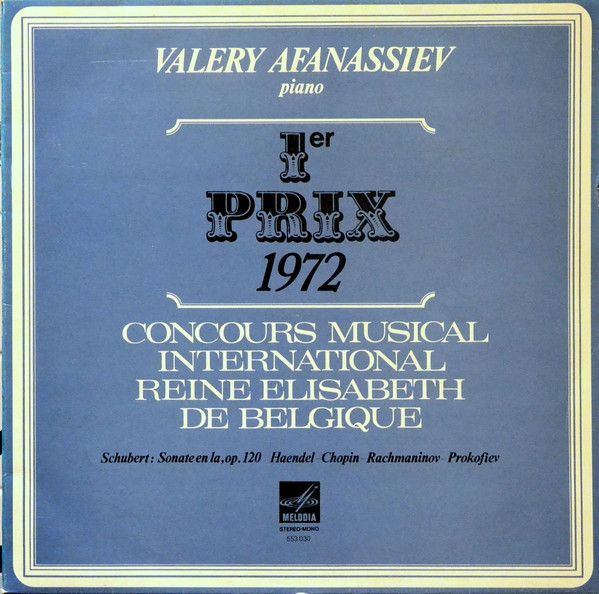 VALERY AFANASSIEV
piano
1er
PRIX
1972
CONCOURS MUSICAL
INTERNATIONAL
REINE ELISABETH
DE BELGIQUE
Schubert: Sonate en la, op. 120 Haendel - Chopin - Rachmaninov - Prokofiev
MELODIA
STEREO-MONO
553 030